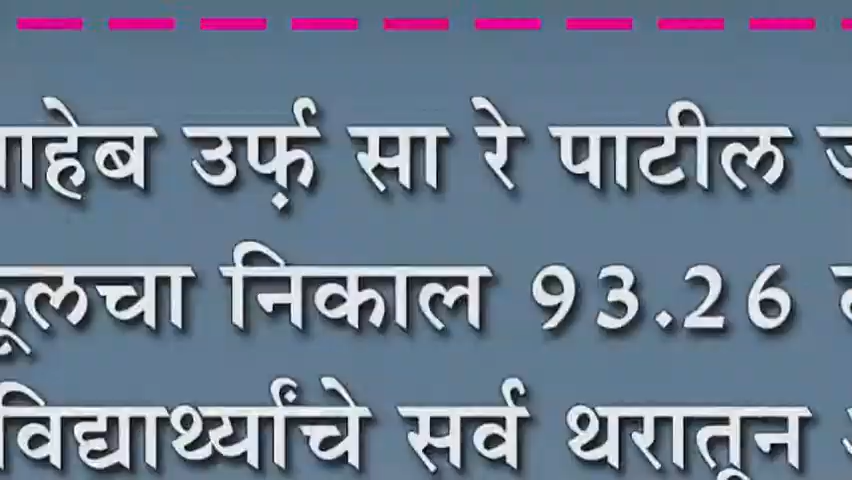 ाहेब उर्फ़ सा रे पाटील
कूलचा निकाल 93.26
विद्यार्थ्यांचे सर्व थरातून